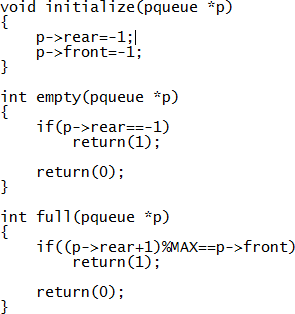 void initialize(pqueue *p)
{
    p->rear=-1;
    p->front=-1;
}

int empty(pqueue *p)
{
    if(p->rear==-1)
        return(1);

    return(0);
}

int full(pqueue *p)
{
    if((p->rear+1)%MAX==p->front)
        return(1);

    return(0);
}